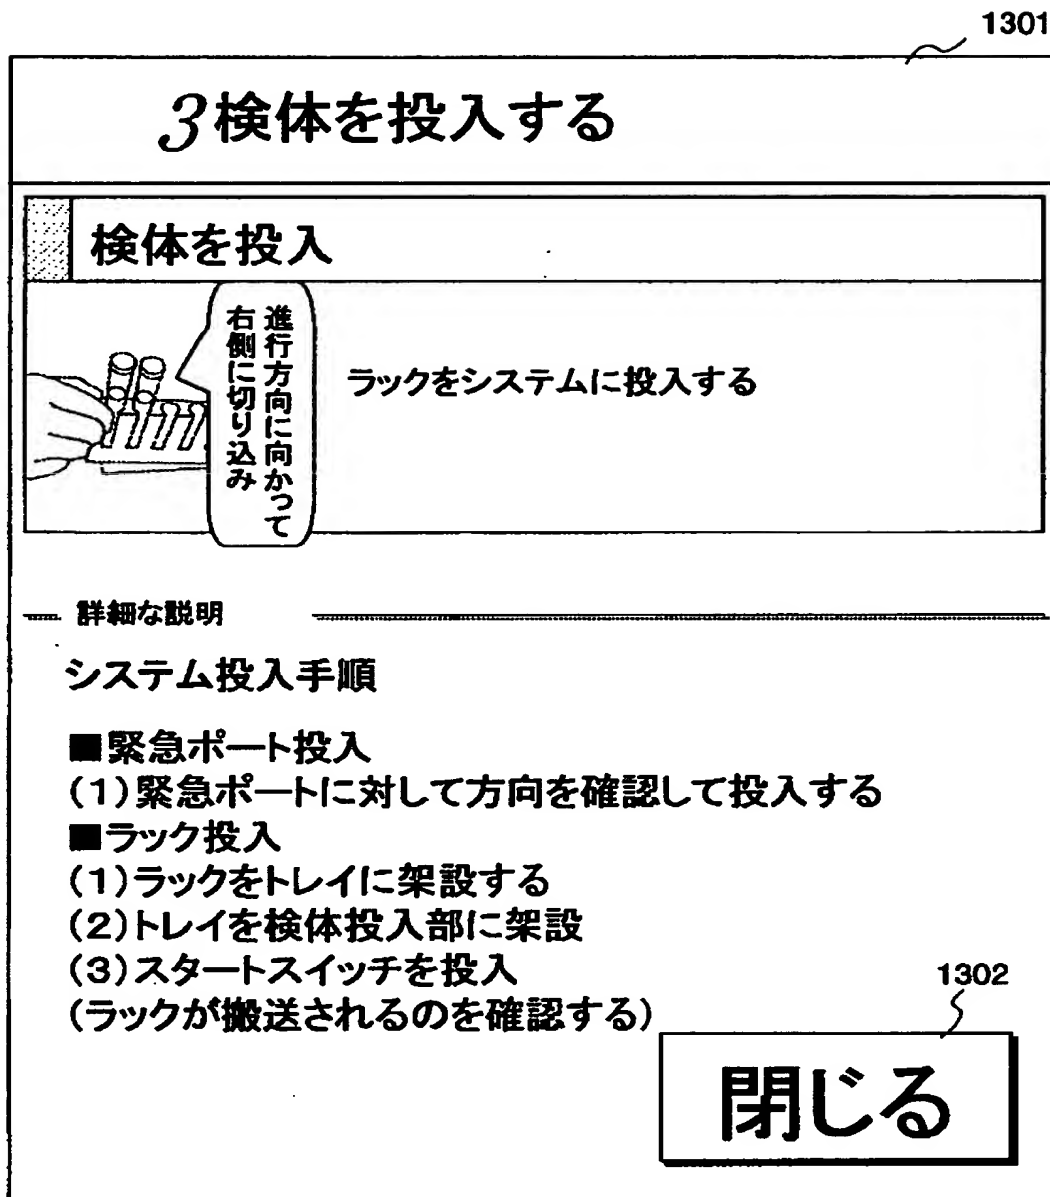 1301
3検体を投入する
検体を投入
進行方向に向かって
右側に切り込み
ラックをシステムに投入する
詳細な説明
システム投入手順
■緊急ポート投入
(1)緊急ポートに対して方向を確認して投入する
■ラック投入
(1)ラックをトレイに架設する
(2)トレイを検体投入部に架設
(3)スタートスイッチを投入
(ラックが搬送されるのを確認する)
1302
閉じる